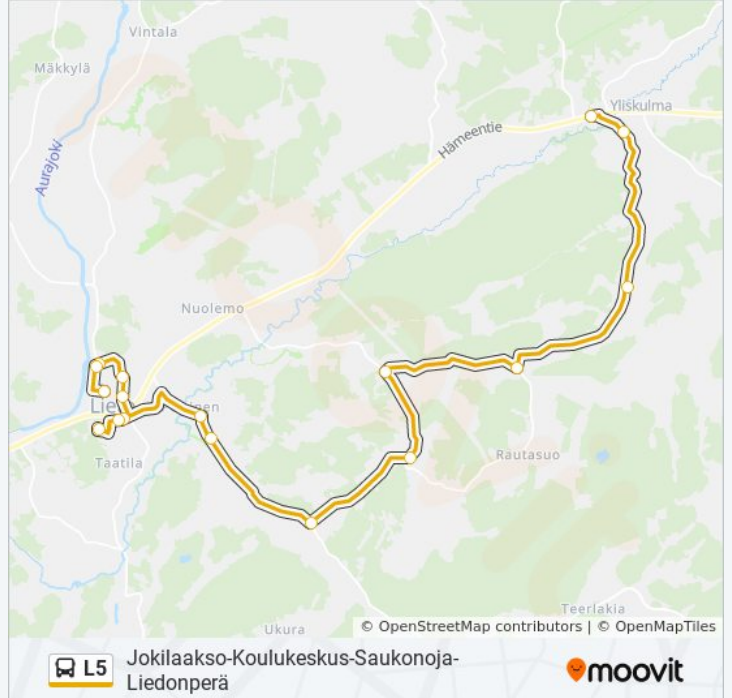 Vintala
Mäkkylä
Yliskulma
Hämeentie
Aurajoki
Nuolemo
Taatila
Rautasuo
Teerlakia
Ukura
© OpenStreetMap contributors | © OpenMapTiles
L5
Jokilaakso-Koulukeskus-Saukonoja-
Liedonperä
moovit